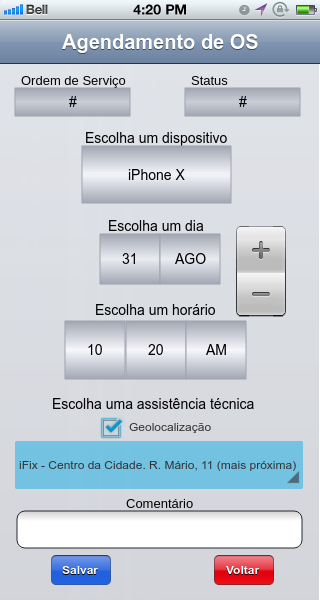 Bell 4:20 PM
Agendamento de OS
Ordem de Serviço Status
# #
Escolha um dispositivo
iPhone X
Escolha um dia
31 AGO
+
−
Escolha um horário
10 20 AM
Escolha uma assistência técnica
Geolocalização
iFix - Centro da Cidade. R. Mário, 11 (mais próxima)
Comentário
Salvar Voltar